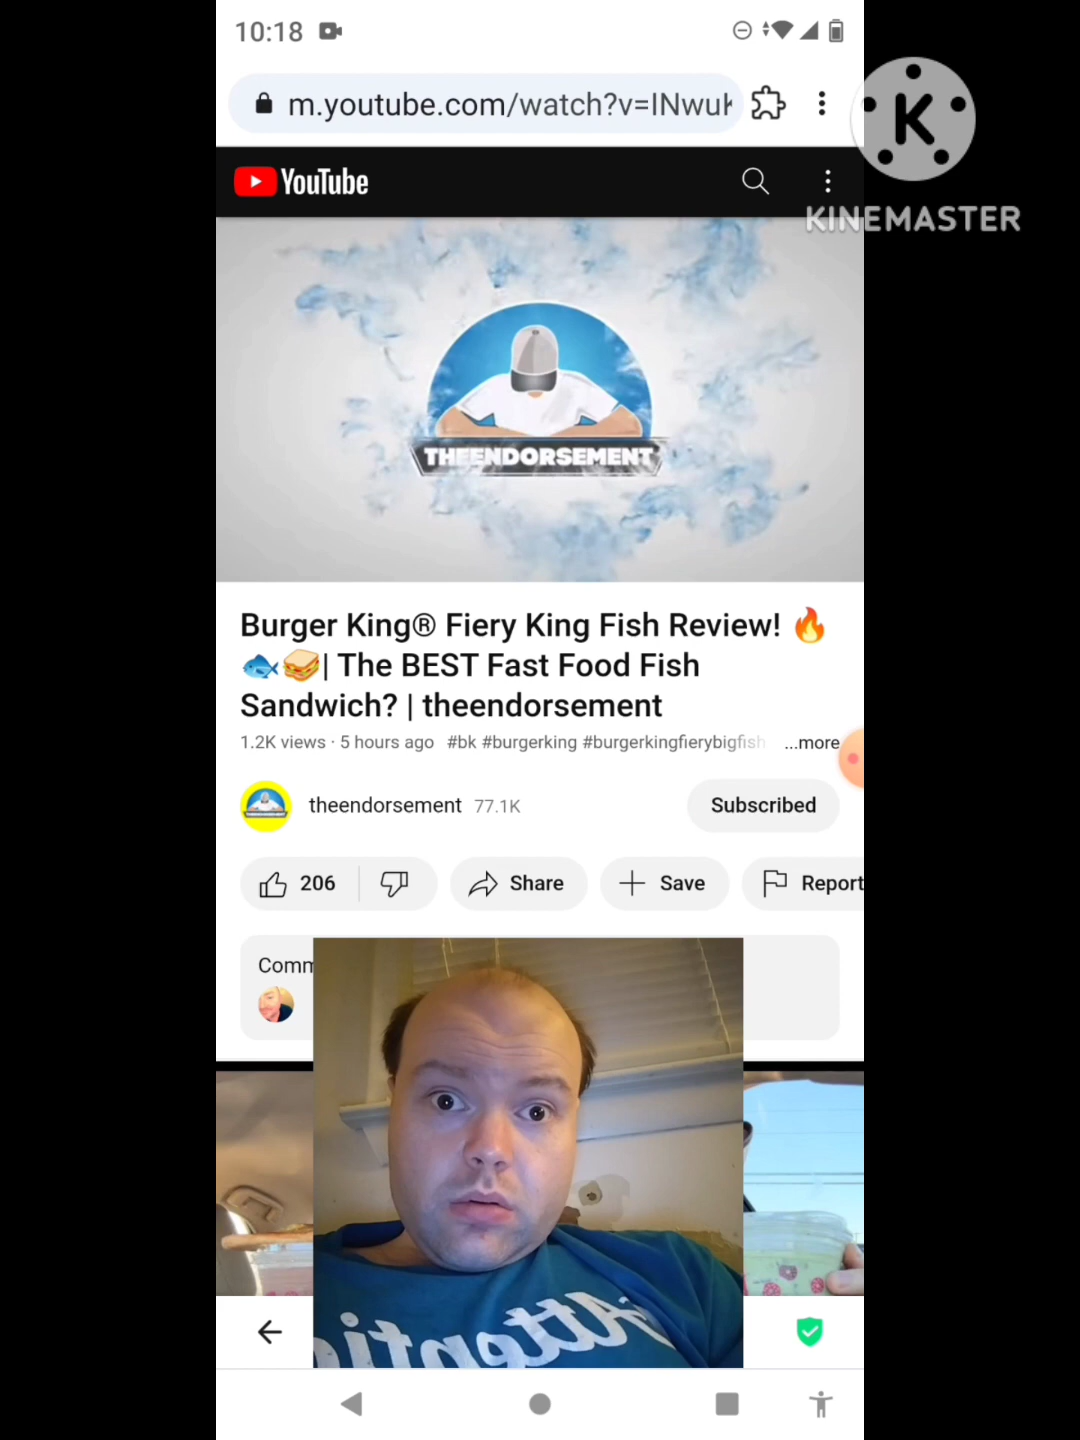 10:18
m.youtube.com/watch?v=INwuk
K
KINEMASTER
YouTube
THEENDORSEMENT
Burger King® Fiery King Fish Review! 🔥
🐟🥪| The BEST Fast Food Fish
Sandwich? | theendorsement
1.2K views · 5 hours ago #bk #burgerking #burgerkingfierybigfish ...more
theendorsement 77.1K
Subscribed
206
Share
Save
Report
Comm
Attentio